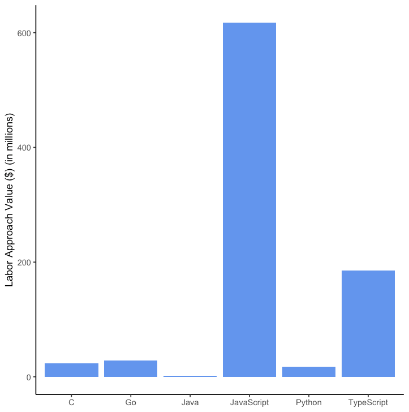 Labor Approach Value ($) (in millions)
600
400
200
0
C Go Java JavaScript Python TypeScript